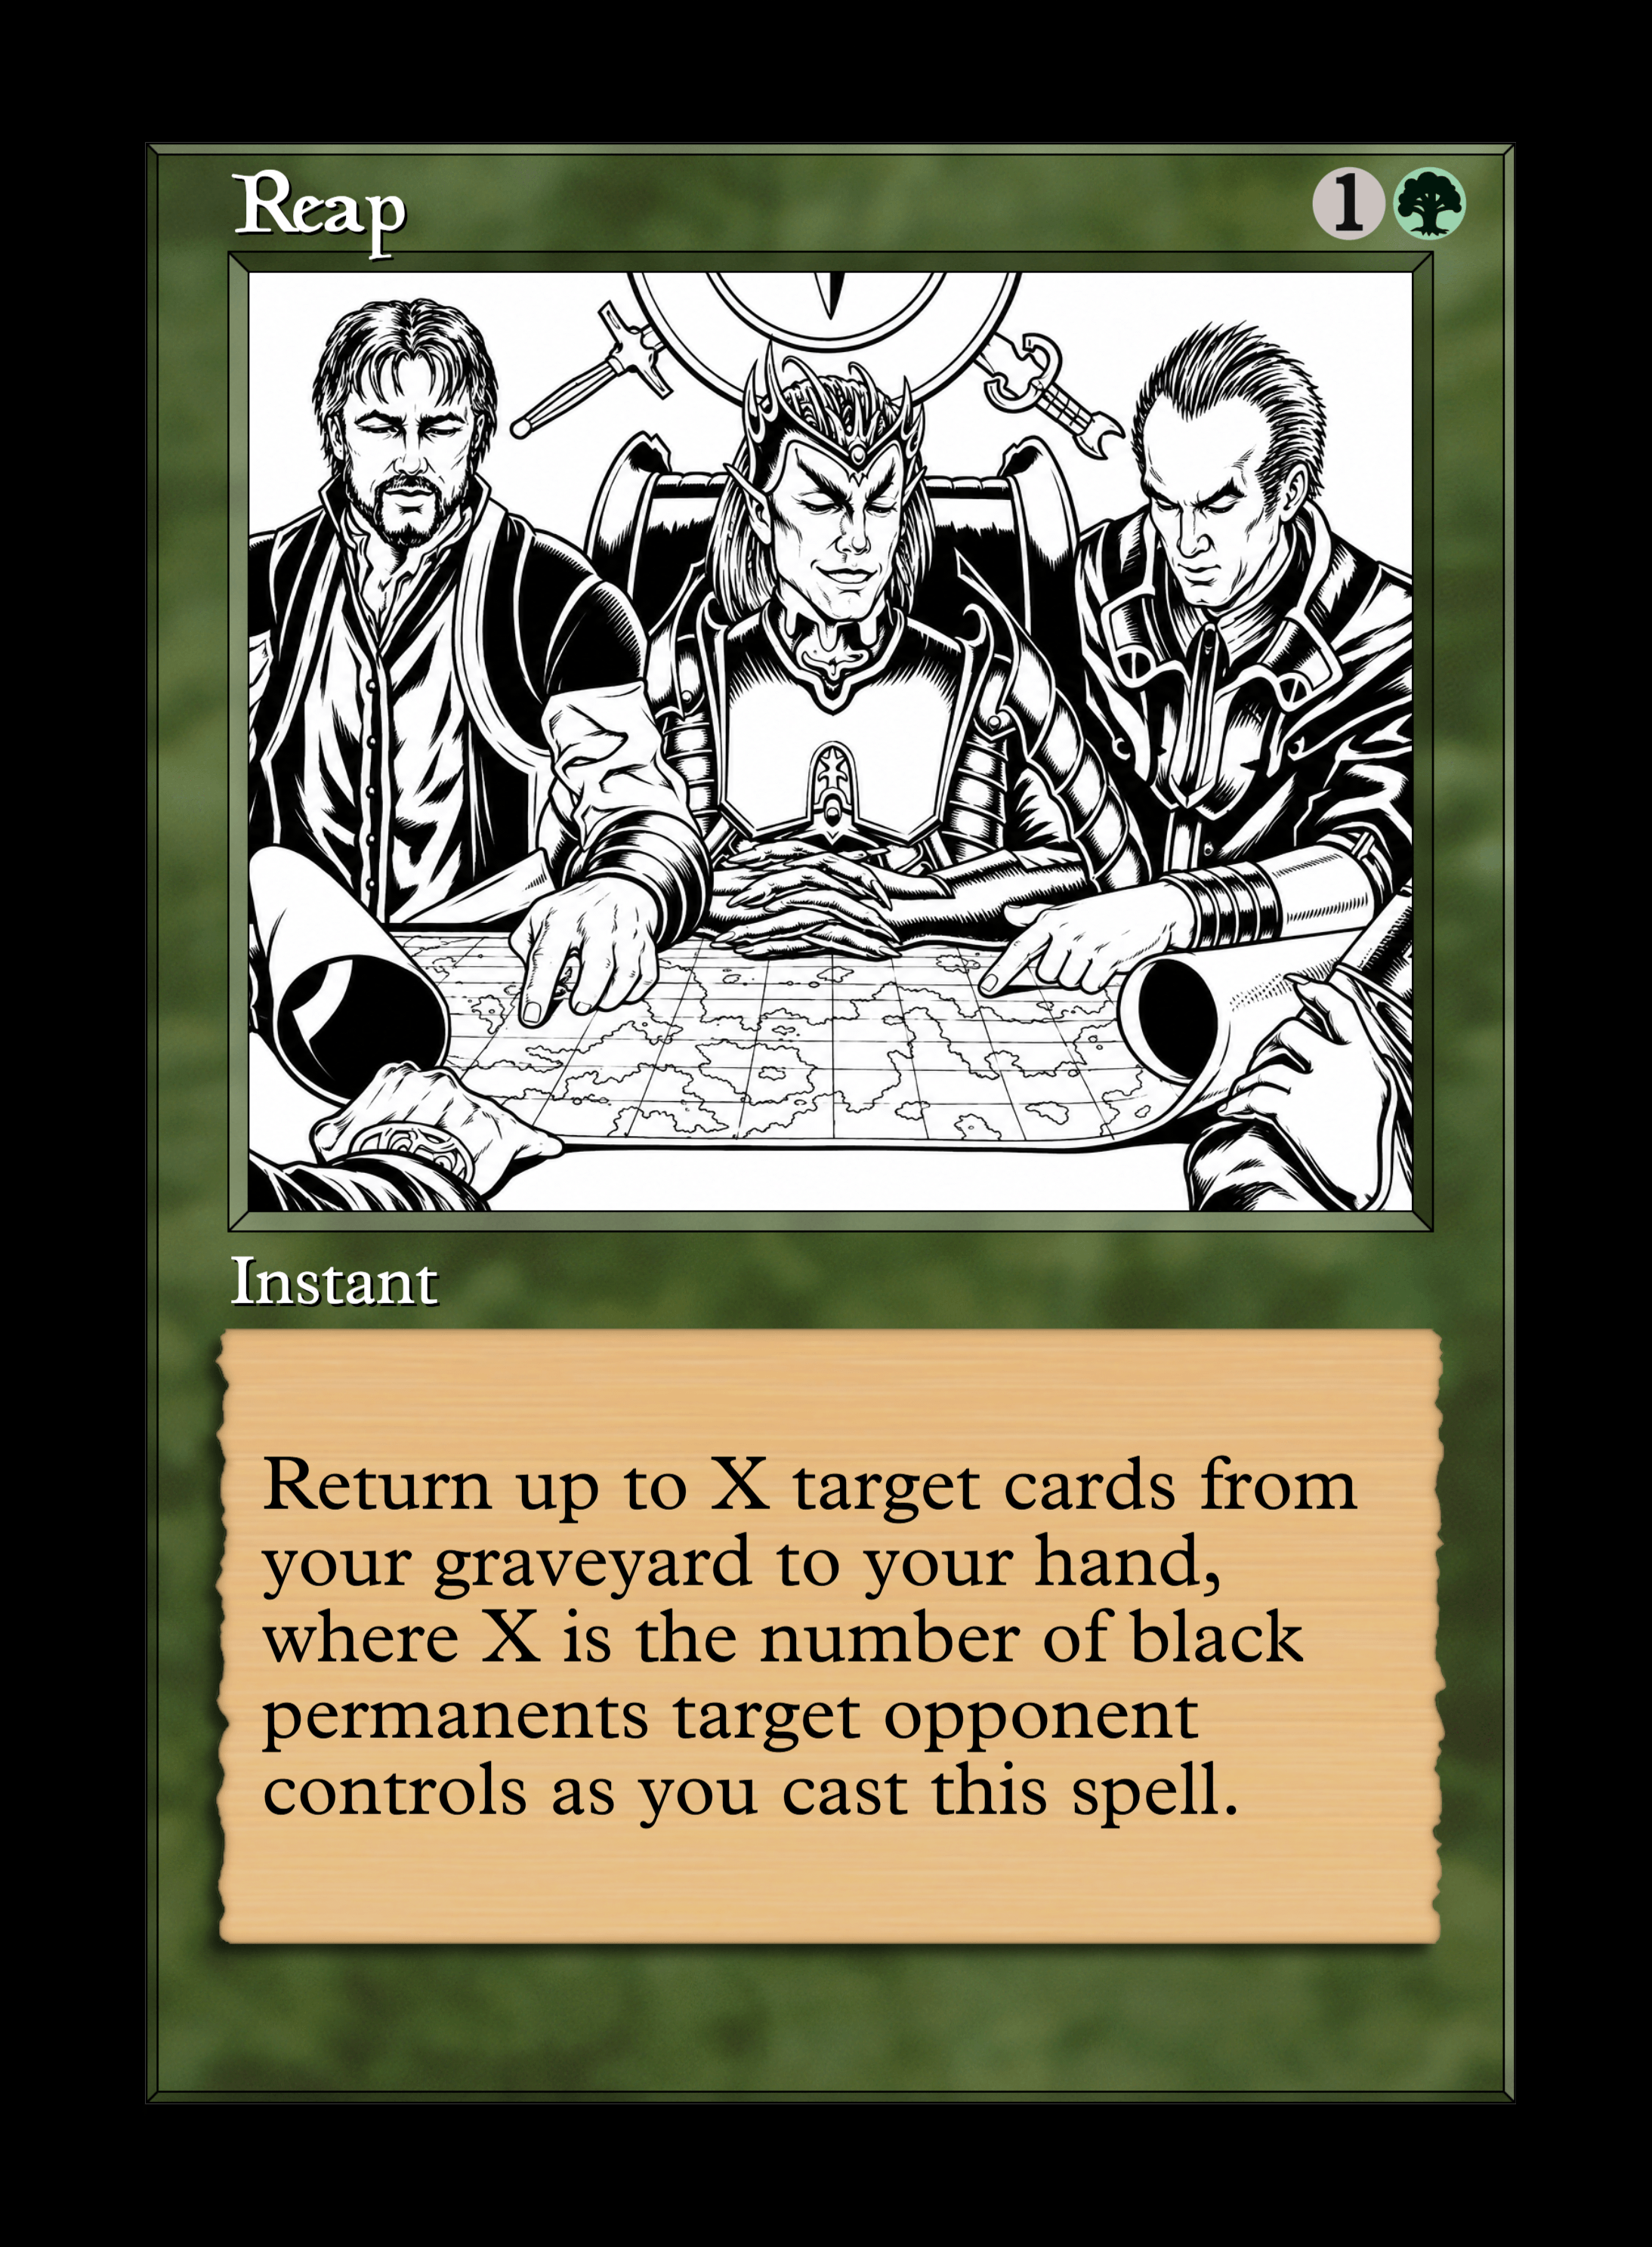 Reap 1
Instant
Return up to X target cards from
your graveyard to your hand,
where X is the number of black
permanents target opponent
controls as you cast this spell.